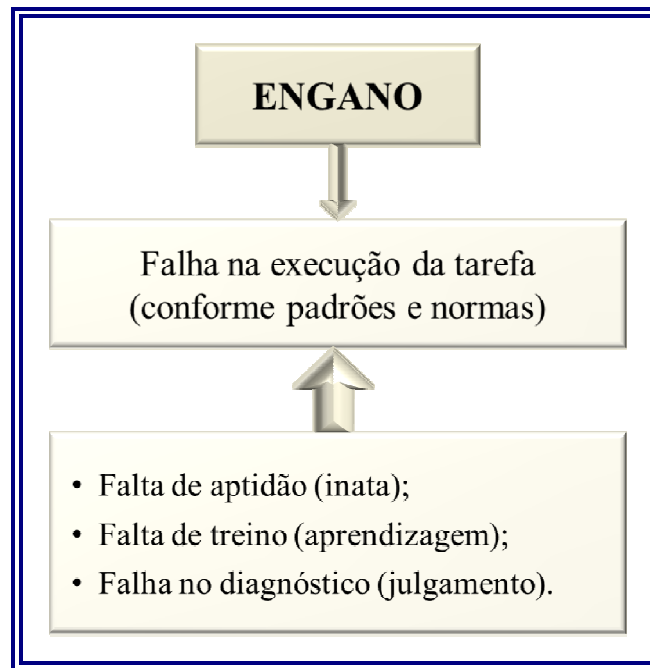 ENGANO
Falha na execução da tarefa
(conforme padrões e normas)
• Falta de aptidão (inata);
• Falta de treino (aprendizagem);
• Falha no diagnóstico (julgamento).